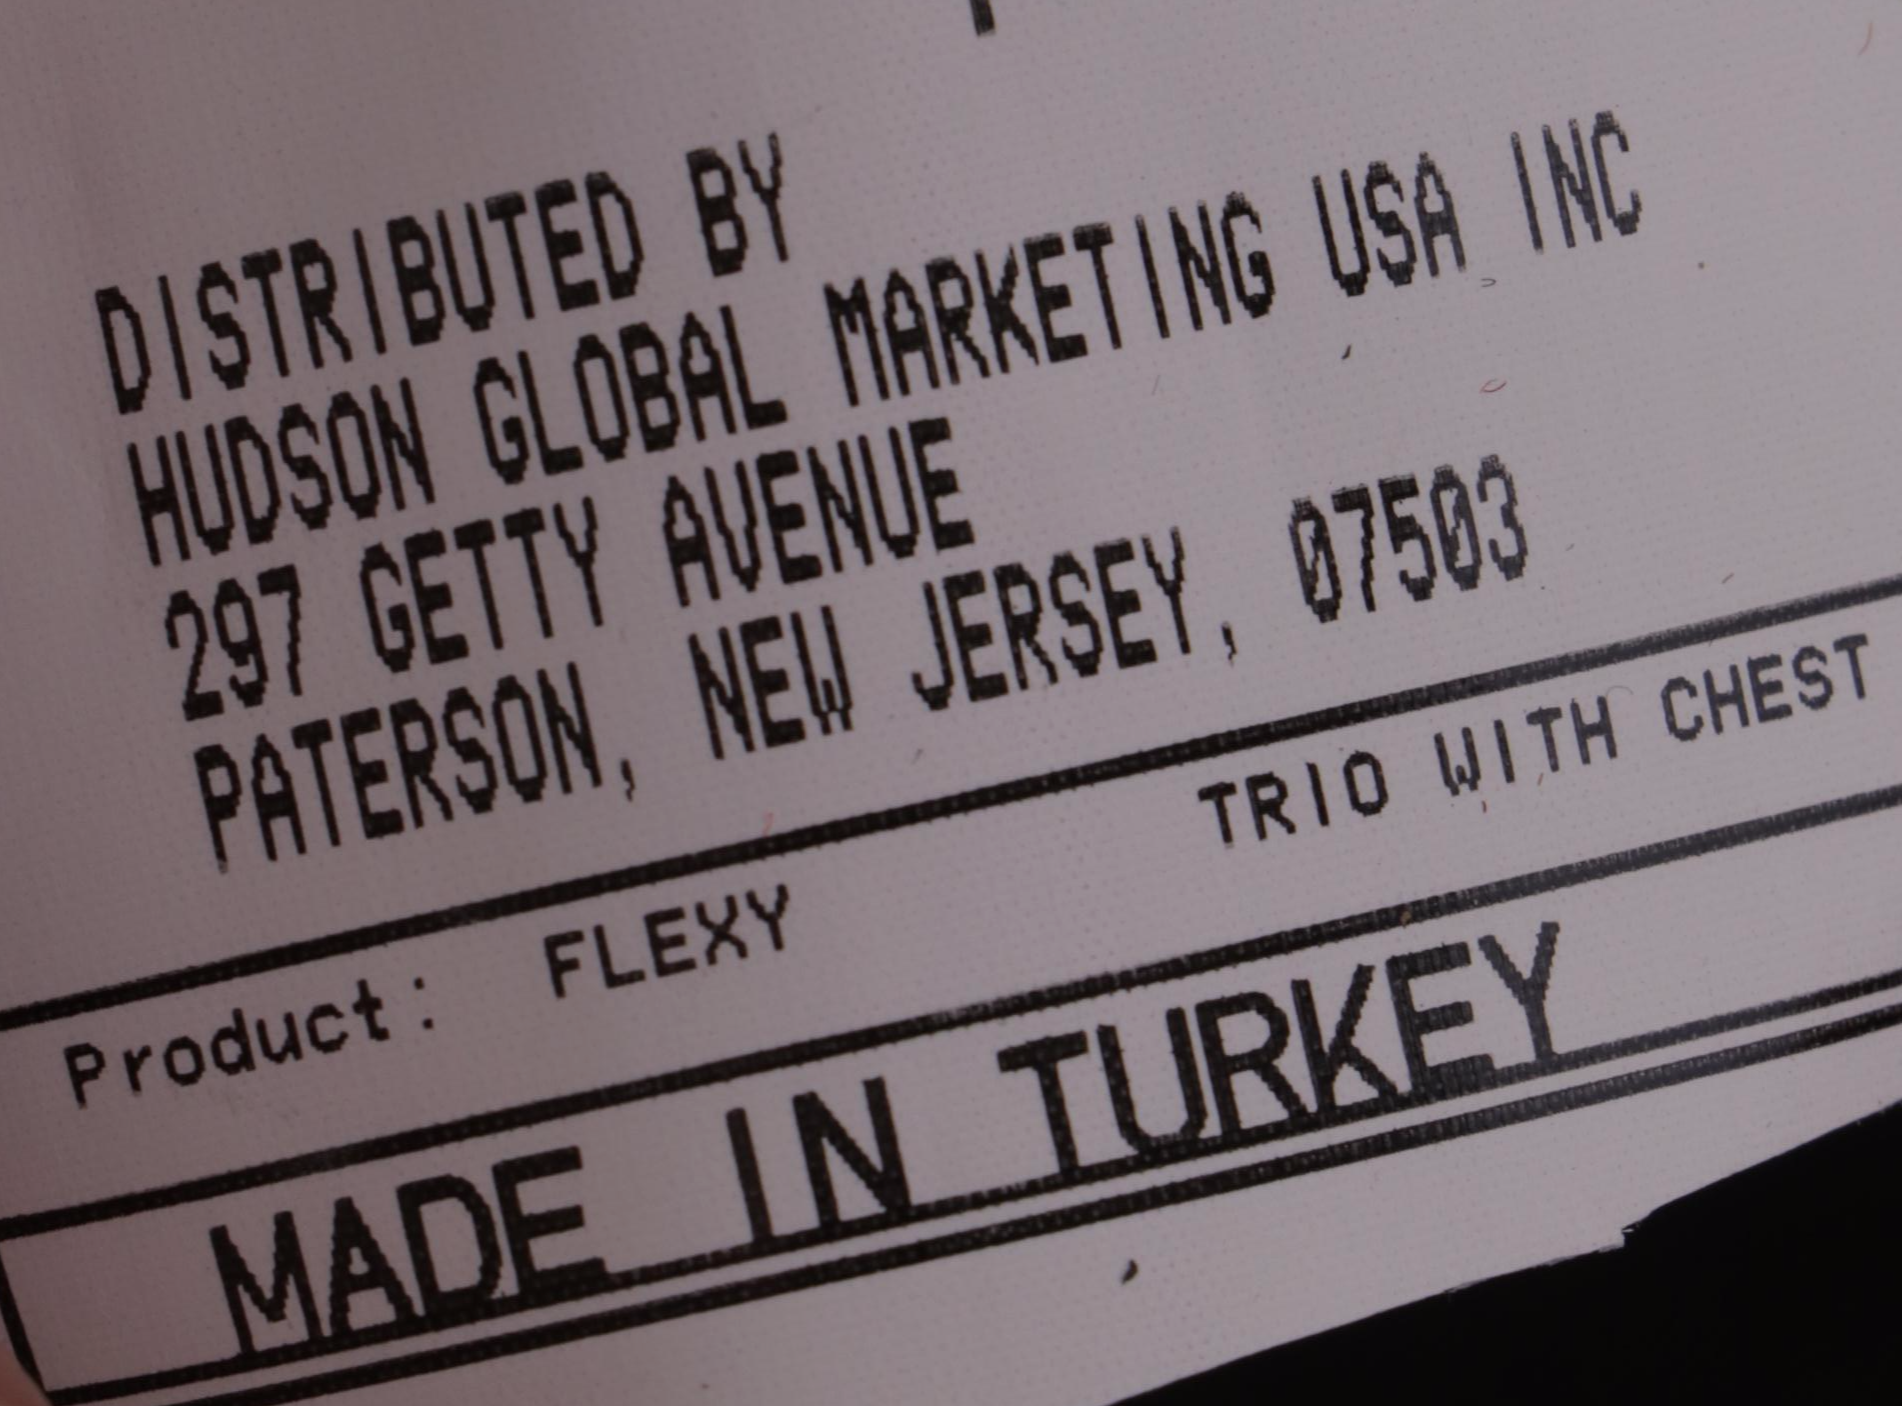 DISTRIBUTED BY
HUDSON GLOBAL MARKETING USA INC
297 GETTY AVENUE
PATERSON, NEW JERSEY, 07503
Product: FLEXY TRIO WITH CHEST
MADE IN TURKEY